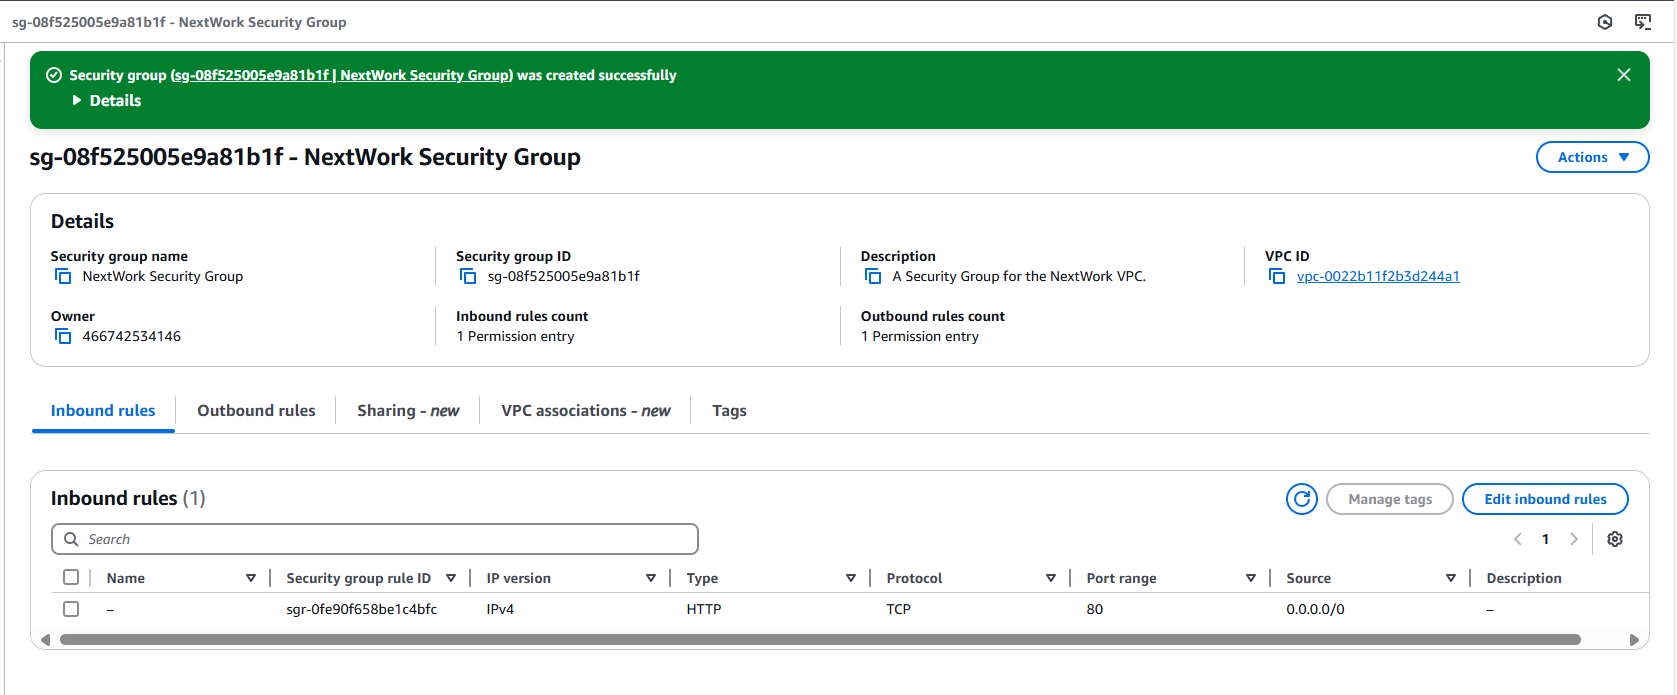 sg-08f525005e9a81b1f - NextWork Security Group
Security group (sg-08f525005e9a81b1f | NextWork Security Group) was created successfully
Details
sg-08f525005e9a81b1f - NextWork Security Group
Actions
Details
Security group name
NextWork Security Group
Security group ID
sg-08f525005e9a81b1f
Description
A Security Group for the NextWork VPC.
VPC ID
vpc-0022b11f2b3d244a1
Owner
466742534146
Inbound rules count
1 Permission entry
Outbound rules count
1 Permission entry
Inbound rules Outbound rules Sharing - new VPC associations - new Tags
Inbound rules (1)
Manage tags Edit inbound rules
Search
1
Name Security group rule ID IP version Type Protocol Port range Source Description
– sgr-0fe90f658be1c4bfc IPv4 HTTP TCP 80 0.0.0.0/0 –